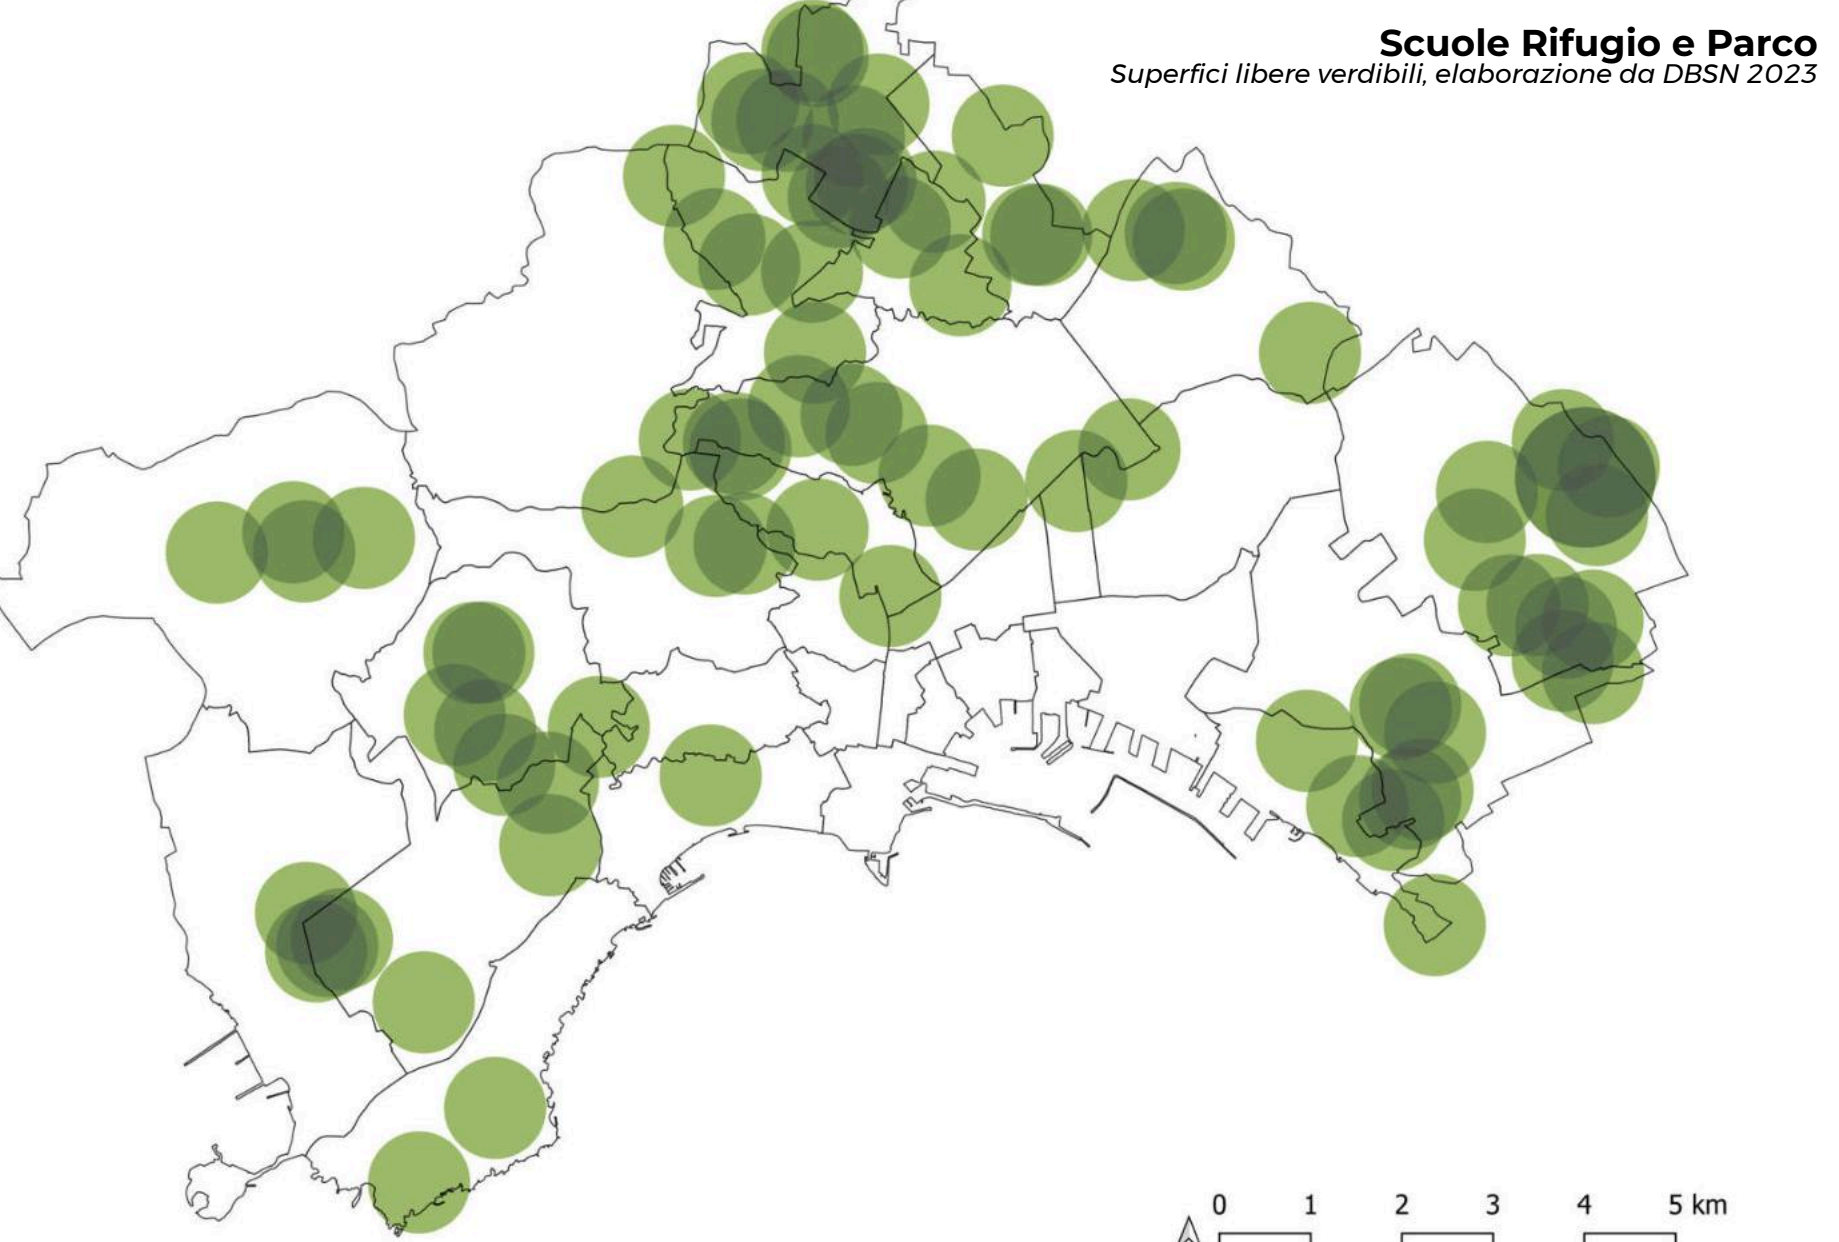 Scuole Rifugio e Parco
Superfici libere verdibili, elaborazione da DBSN 2023
0 1 2 3 4 5 km